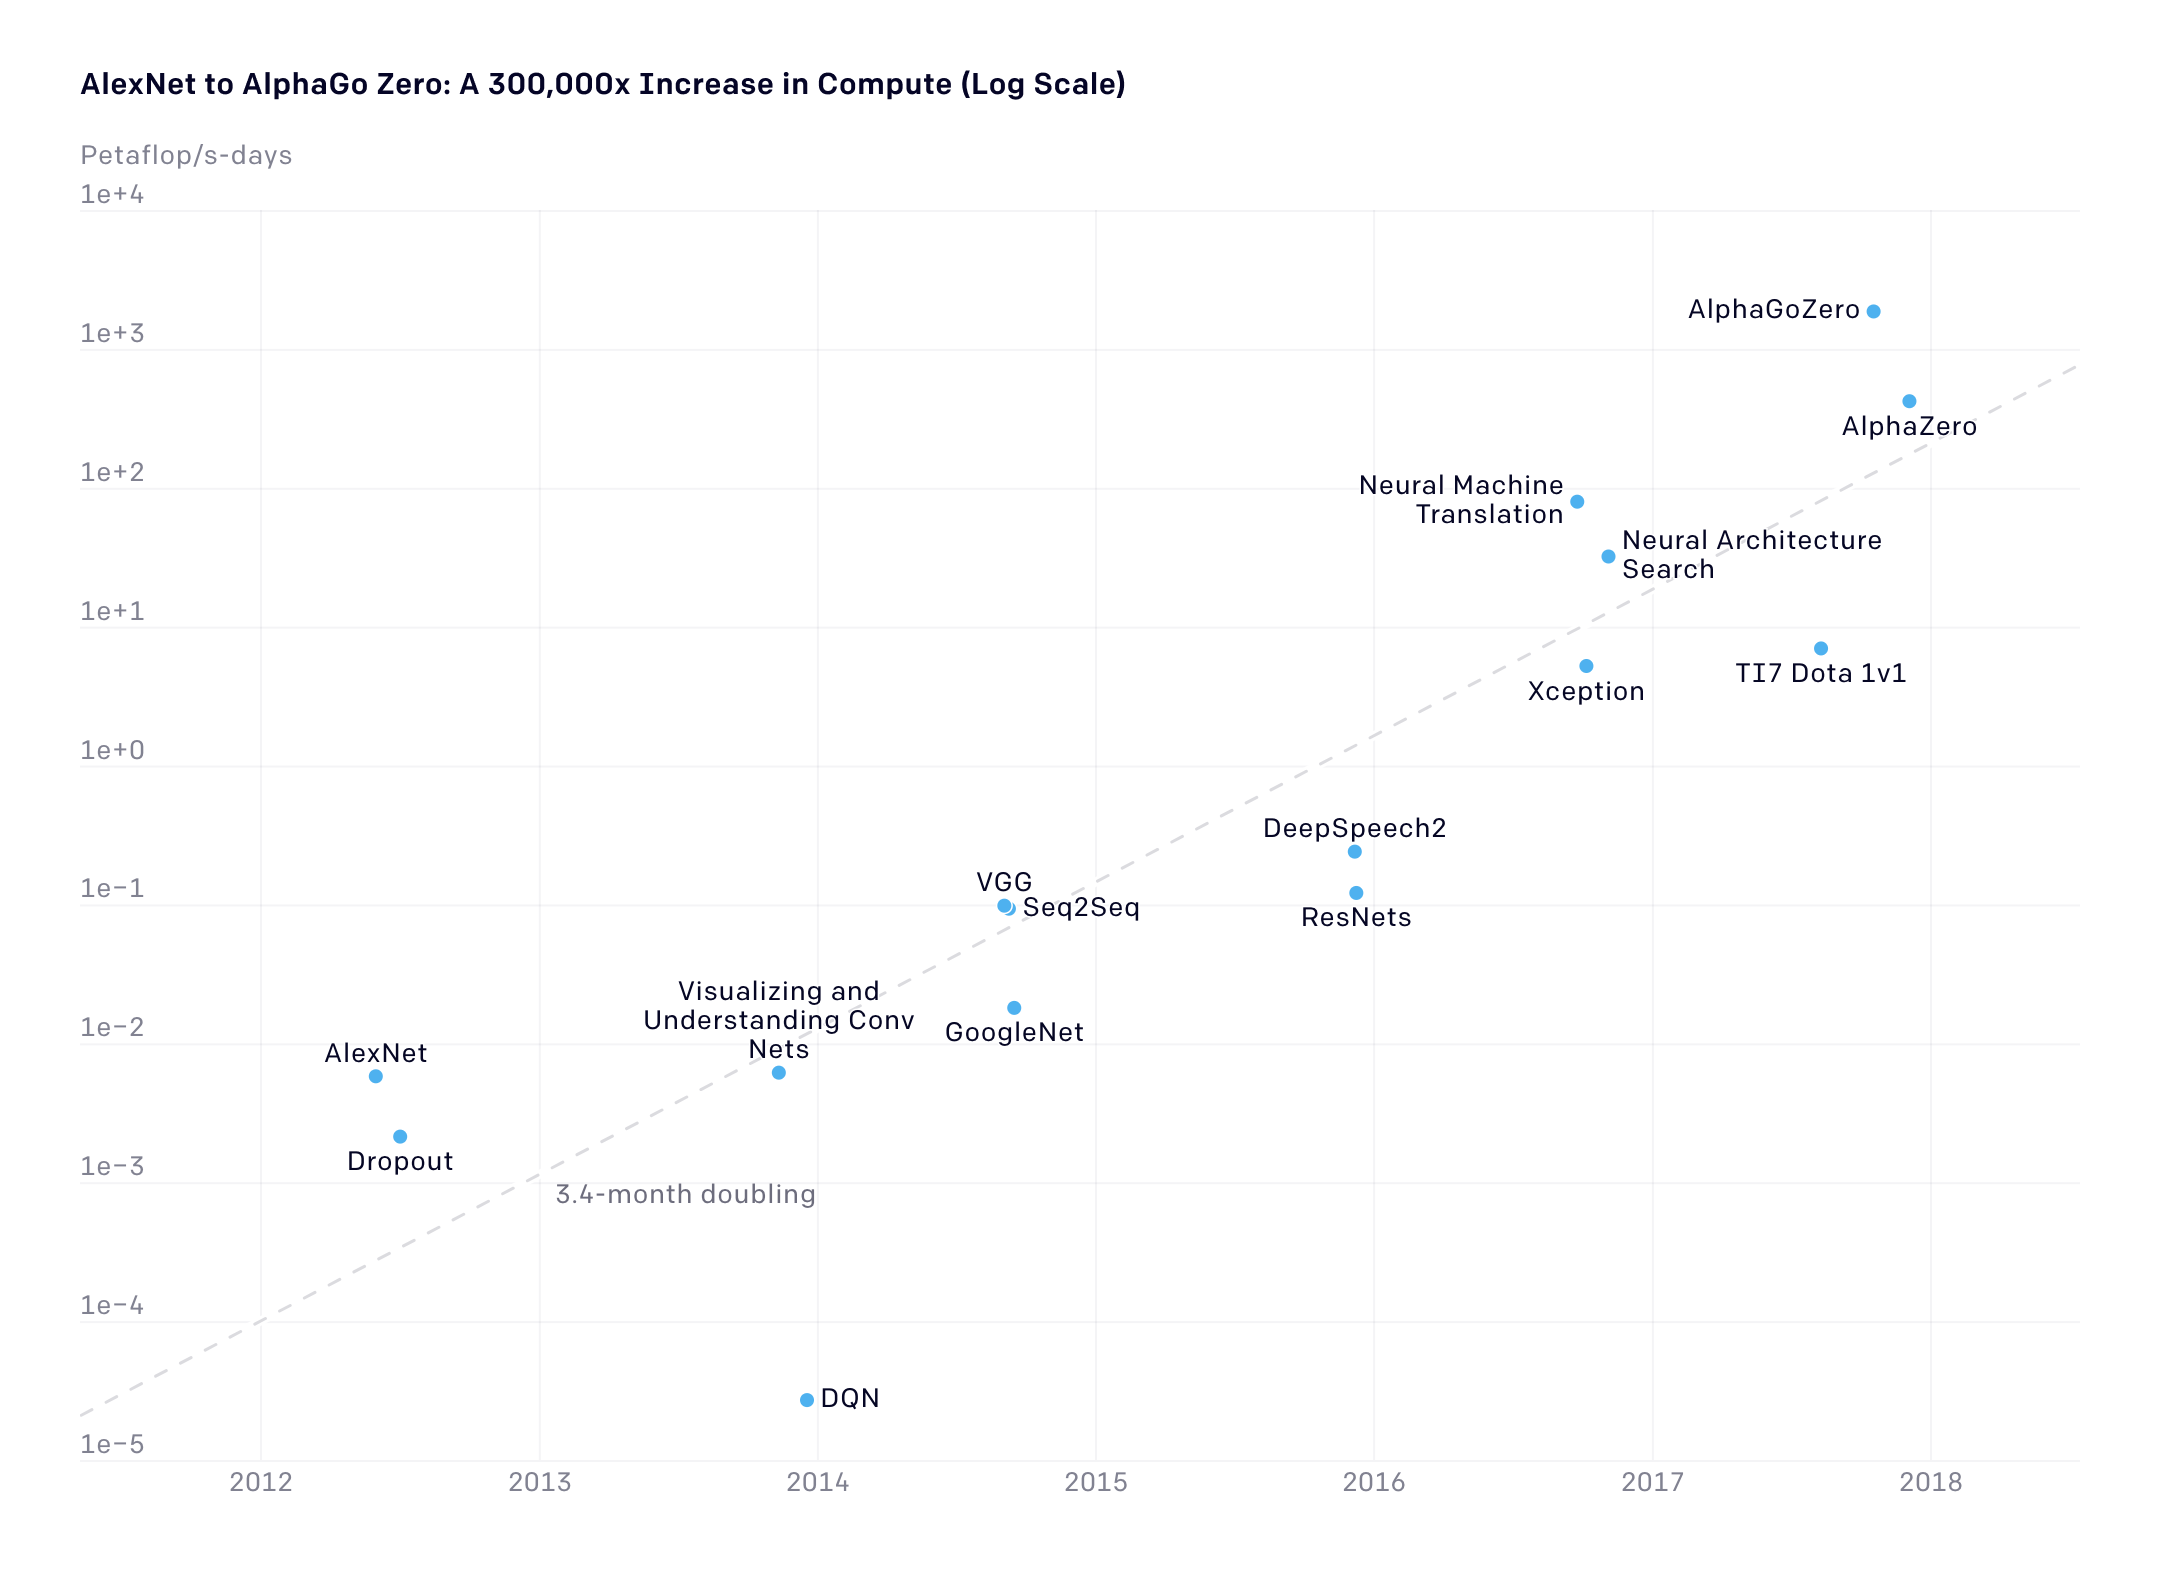 AlexNet to AlphaGo Zero: A 300,000x Increase in Compute (Log Scale)
Petaflop/s-days
1e+4
AlphaGoZero
1e+3
AlphaZero
1e+2
Neural Machine
Translation
Neural Architecture
Search
1e+1
TI7 Dota 1v1
Xception
1e+0
DeepSpeech2
VGG
1e-1
Seq2Seq
ResNets
Visualizing and
Understanding Conv
Nets
1e-2
GoogleNet
AlexNet
Dropout
1e-3
3.4-month doubling
1e-4
DQN
1e-5
2012 2013 2014 2015 2016 2017 2018